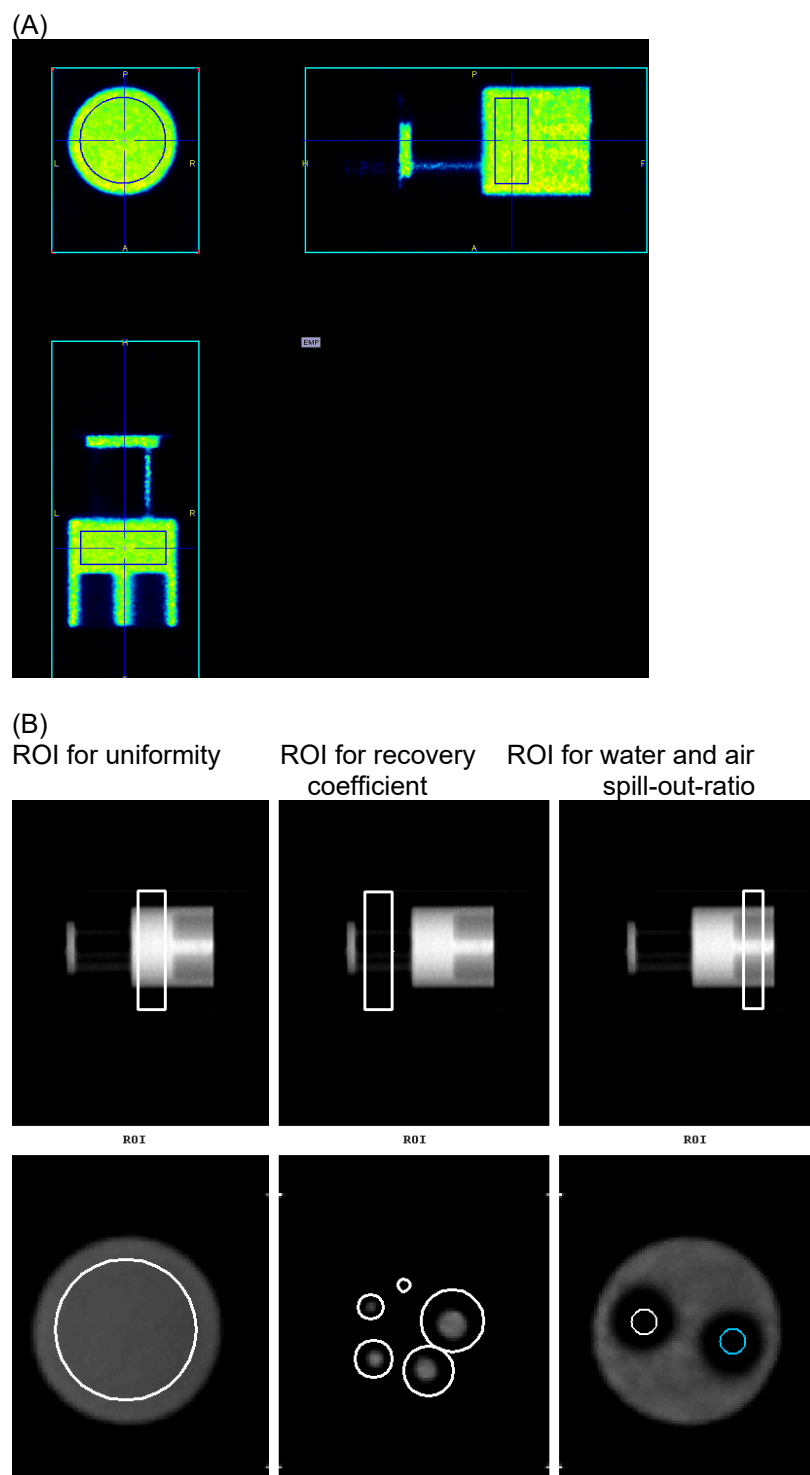 (A)
P
P
L
R
H
F
A
A
H
EMP
L
R
(B)
ROI for uniformity
ROI for recovery coefficient
ROI for water and air spill-out-ratio
ROI
ROI
ROI